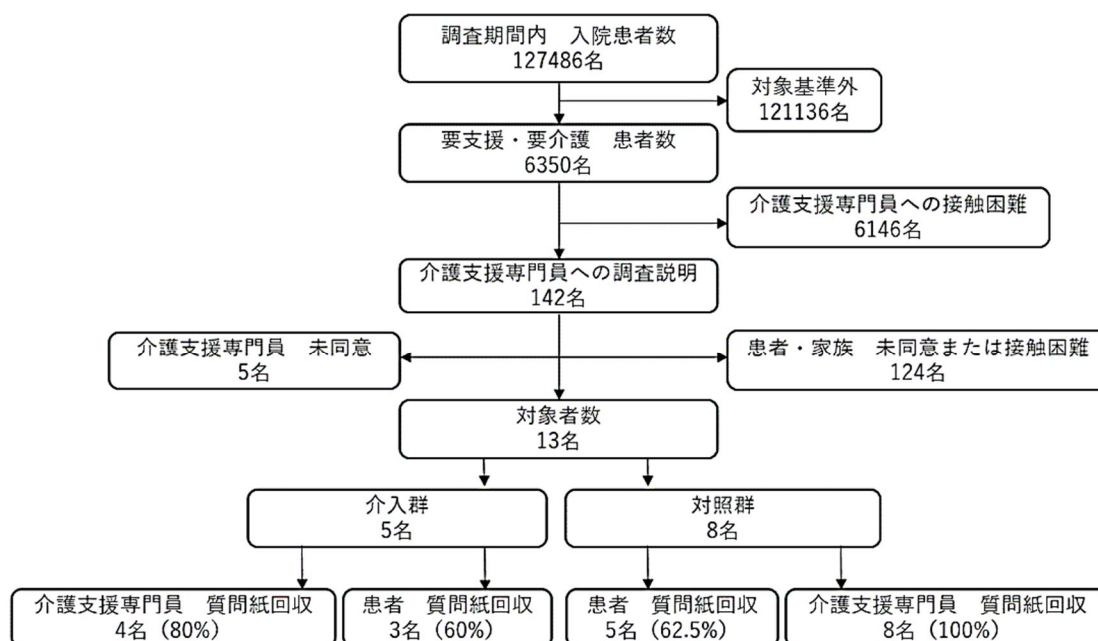 調査期間内　入院患者数
127486名
対象基準外
121136名
要支援・要介護　患者数
6350名
介護支援専門員への接触困難
6146名
介護支援専門員への調査説明
142名
介護支援専門員　未同意
5名
患者・家族　未同意または接触困難
124名
対象者数
13名
介入群
5名
対照群
8名
介護支援専門員　質問紙回収
4名（80%）
患者　質問紙回収
3名（60%）
患者　質問紙回収
5名（62.5%）
介護支援専門員　質問紙回収
8名（100%）